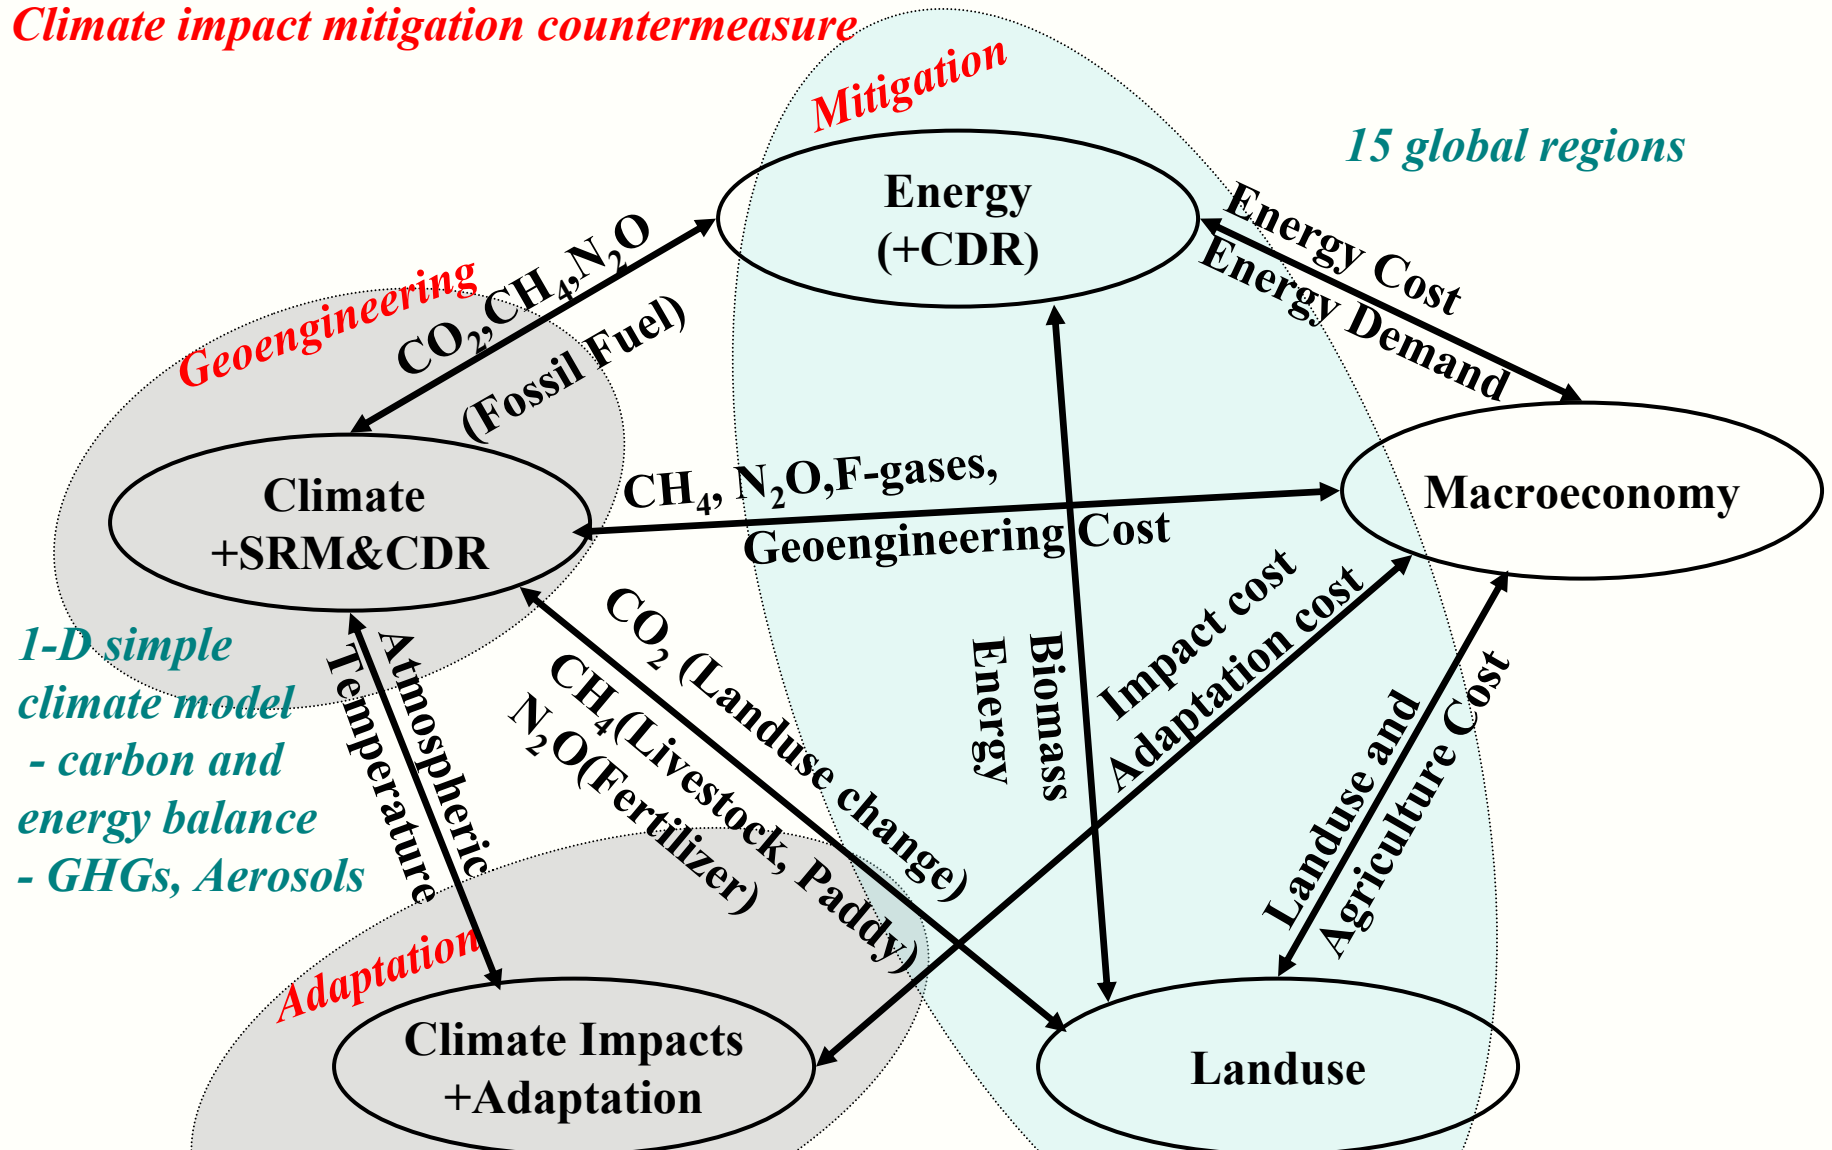 Climate impact mitigation countermeasure
Mitigation
15 global regions
Energy
(+CDR)
Energy Cost
Energy Demand
Geoengineering
CO₂,CH₄,N₂O
(Fossil Fuel)
Climate
+SRM&CDR
CH₄, N₂O,F-gases,
Geoengineering Cost
Macroeconomy
1-D simple
climate model
- carbon and
energy balance
- GHGs, Aerosols
Atmospheric
Temperature
CO₂ (Landuse change)
CH₄(Livestock, Paddy)
N₂O(Fertilizer)
Biomass
Energy
Impact cost
Adaptation cost
Landuse and
Agriculture Cost
Adaptation
Climate Impacts
+Adaptation
Landuse